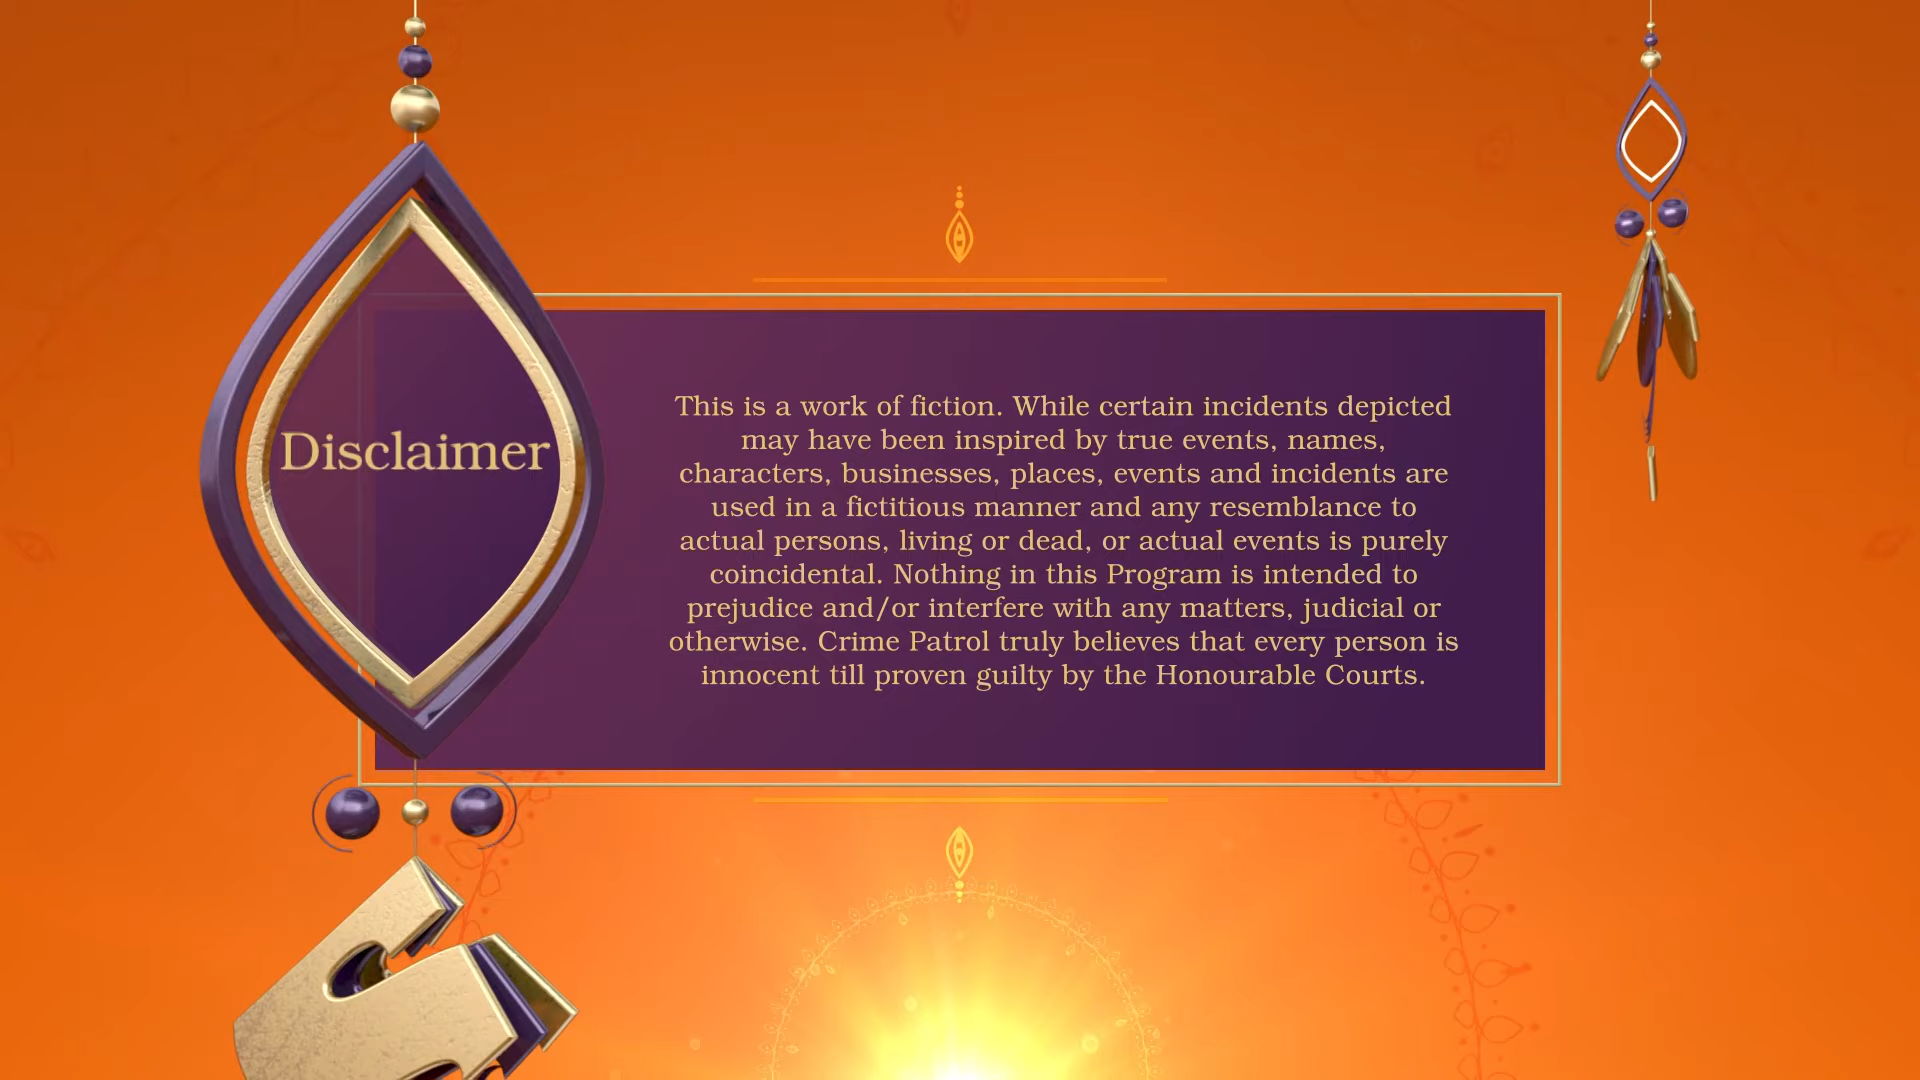 Disclaimer
This is a work of fiction. While certain incidents depicted
may have been inspired by true events, names,
characters, businesses, places, events and incidents are
used in a fictitious manner and any resemblance to
actual persons, living or dead, or actual events is purely
coincidental. Nothing in this Program is intended to
prejudice and/or interfere with any matters, judicial or
otherwise. Crime Patrol truly believes that every person is
innocent till proven guilty by the Honourable Courts.